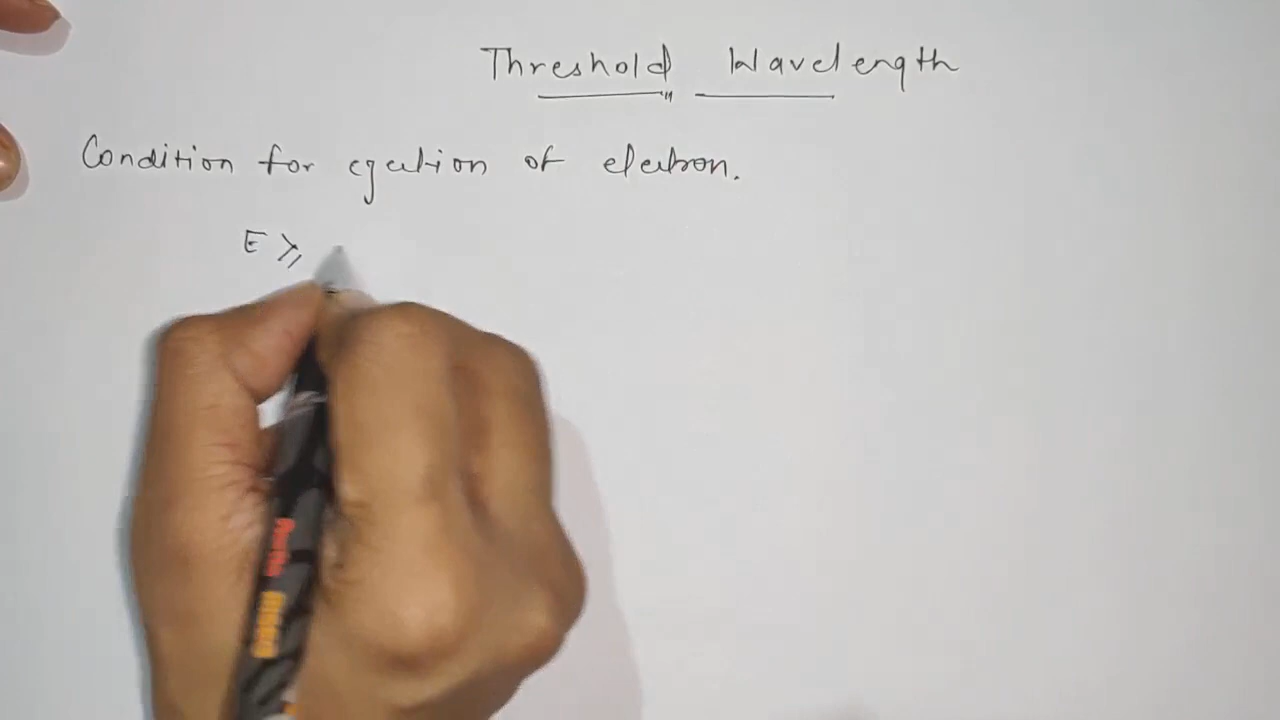 Threshold Wavelength
Condition for ejection of electron.
E ≥